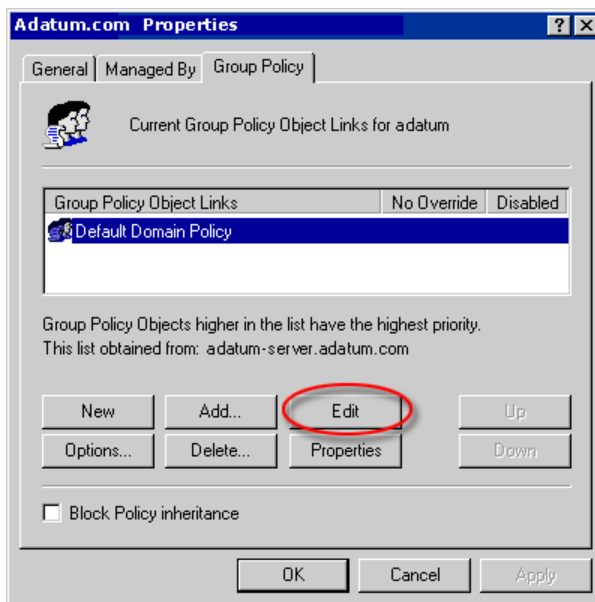 Adatum.com Properties
General Managed By Group Policy
Current Group Policy Object Links for adatum
Group Policy Object Links No Override Disabled
Default Domain Policy
Group Policy Objects higher in the list have the highest priority.
This list obtained from: adatum-server.adatum.com
New Add... Edit Up
Options... Delete... Properties Down
Block Policy inheritance
OK Cancel Apply